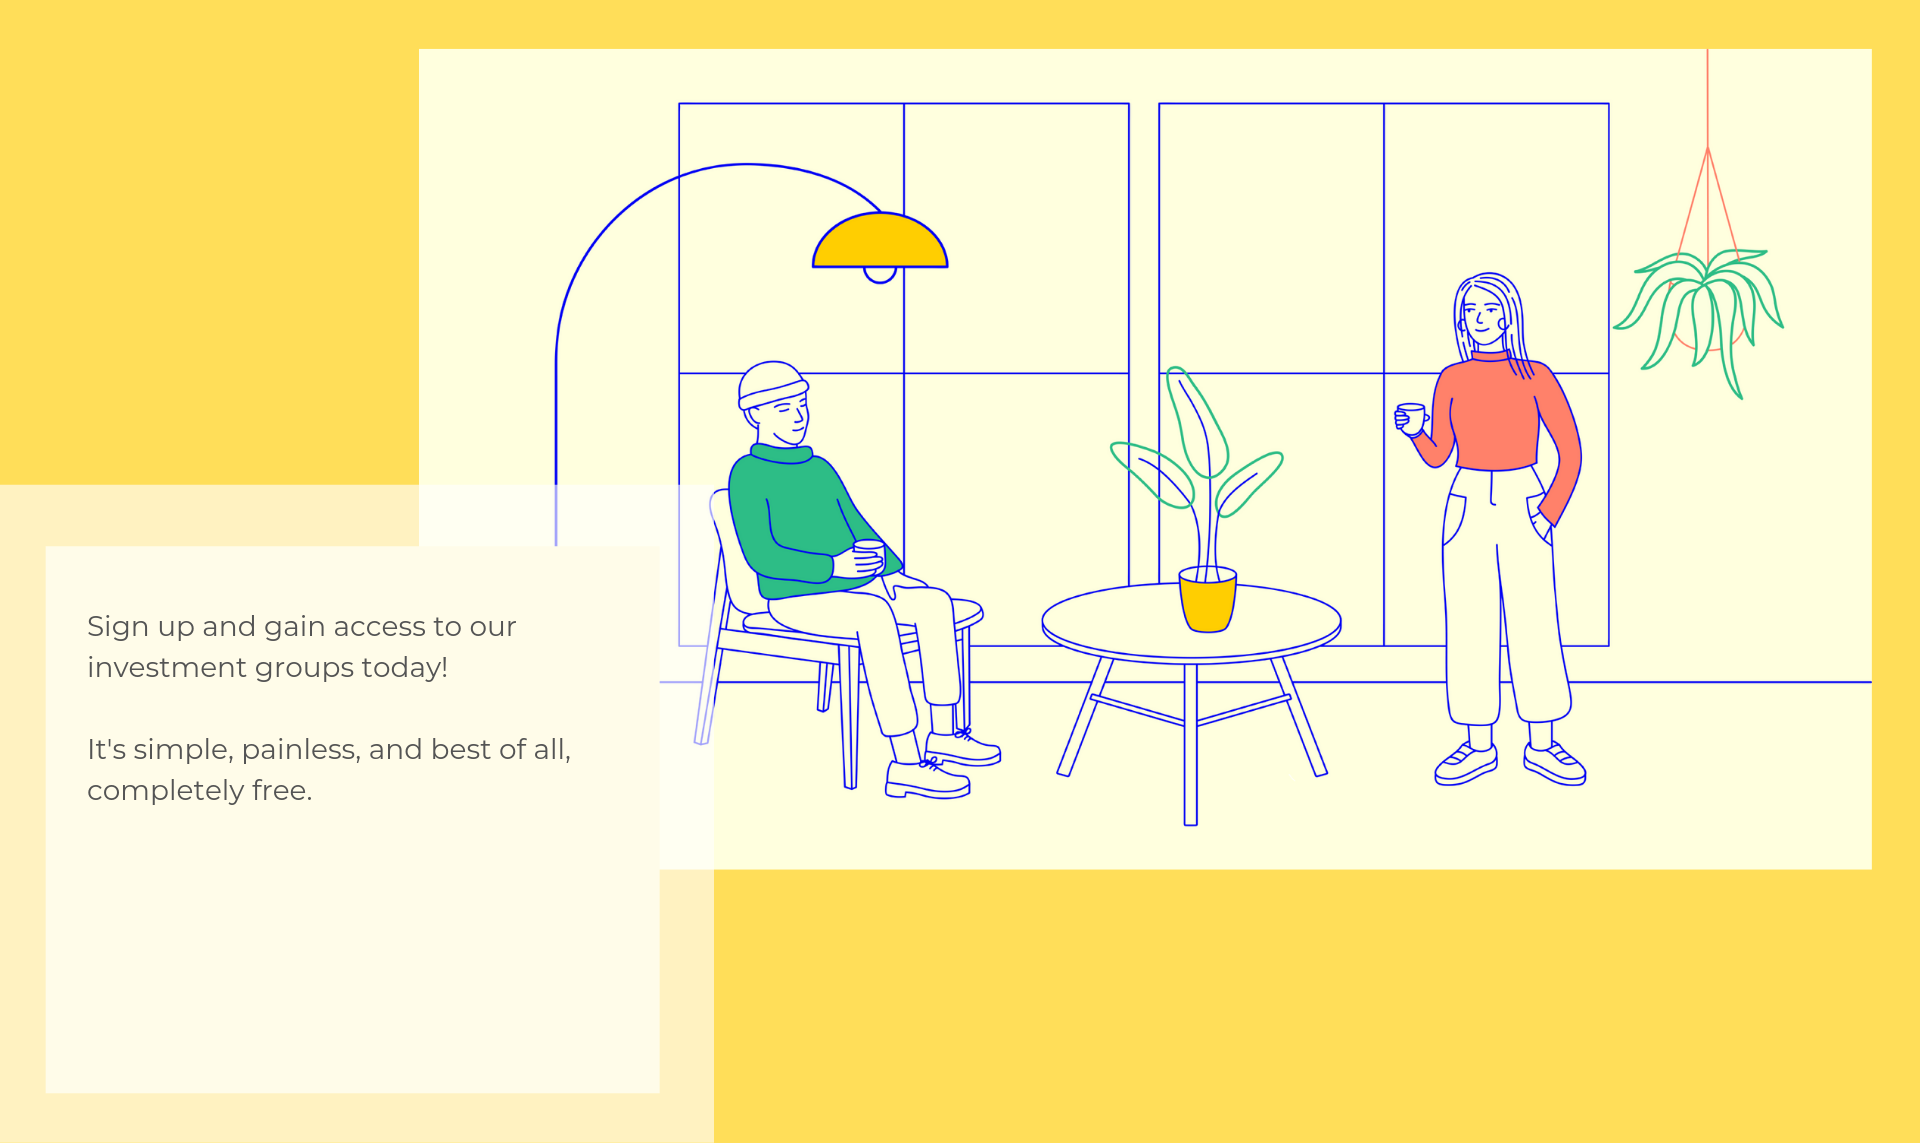 Sign up and gain access to our
investment groups today!
It's simple, painless, and best of all,
completely free.